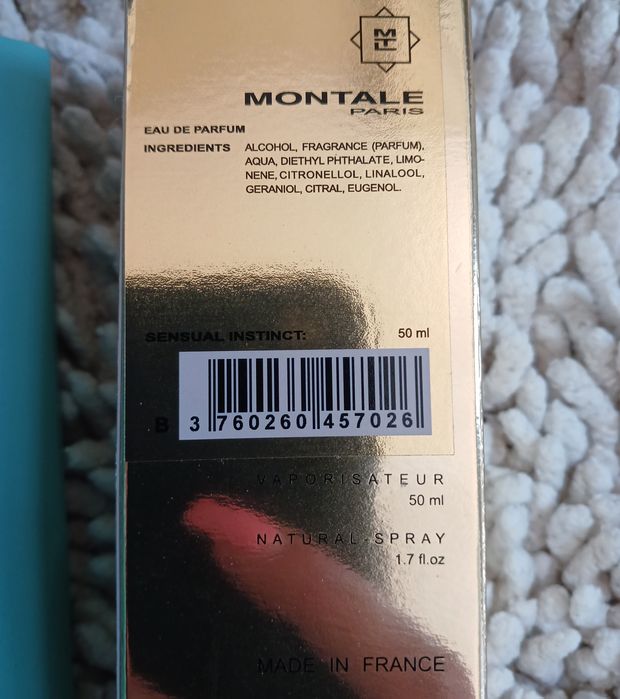 MONTALE
PARIS
EAU DE PARFUM
INGREDIENTS ALCOHOL, FRAGRANCE (PARFUM),
AQUA, DIETHYL PHTHALATE, LIMO-
NENE, CITRONELLOL, LINALOOL,
GERANIOL, CITRAL, EUGENOL.
SENSUAL INSTINCT: 50 ml
B 3 760260 457026
VAPORISATEUR
50 ml
NATURAL SPRAY
1.7 fl.oz
MADE IN FRANCE